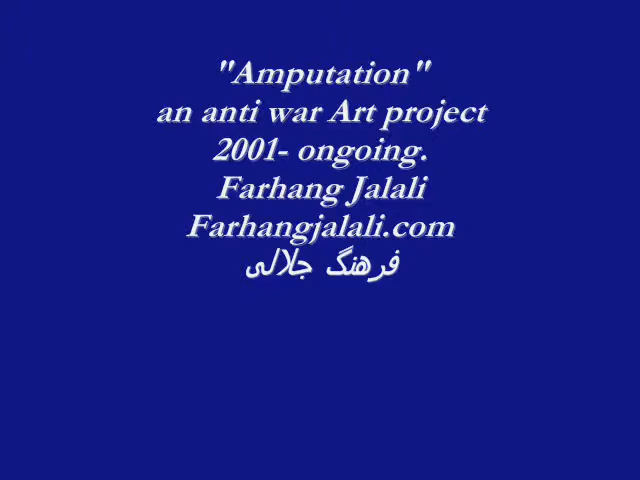 "Amputation"
an anti war Art project
2001- ongoing.
Farhang Jalali
Farhangjalali.com
فرهنگ جلالی